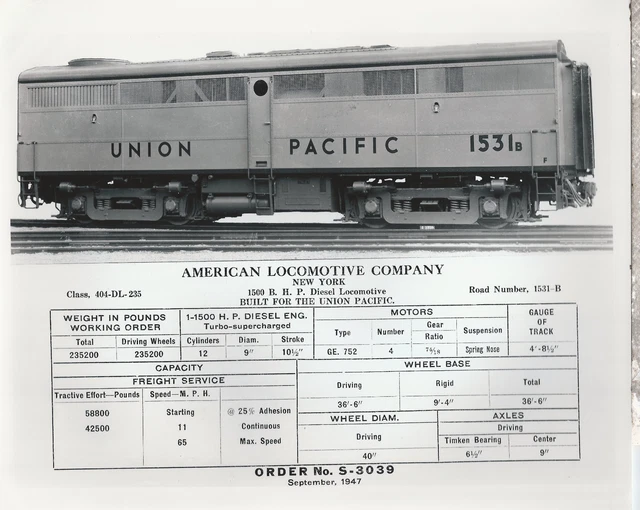 UNION PACIFIC 1531B
F
AMERICAN LOCOMOTIVE COMPANY
NEW YORK
Class, 404-DL-235 1500 B. H. P. Diesel Locomotive Road Number, 1531-B
BUILT FOR THE UNION PACIFIC.
WEIGHT IN POUNDS
WORKING ORDER
Total Driving Wheels
235200 235200
1-1500 H. P. DIESEL ENG.
Turbo-supercharged
Cylinders Diam. Stroke
12 9" 10½"
MOTORS
Type Number Gear Ratio Suspension
GE. 752 4 Spring Nose
GAUGE
OF
TRACK
4'-8½"
CAPACITY
FREIGHT SERVICE
Tractive Effort—Pounds Speed—M. P. H.
58800 Starting @ 25% Adhesion
42500 11 Continuous
65 Max. Speed
WHEEL BASE
Driving Rigid Total
36'-6" 9'-4" 36'-6"
WHEEL DIAM.
Driving
40"
AXLES
Driving
Timken Bearing Center
6½" 9"
ORDER No. S-3039
September, 1947